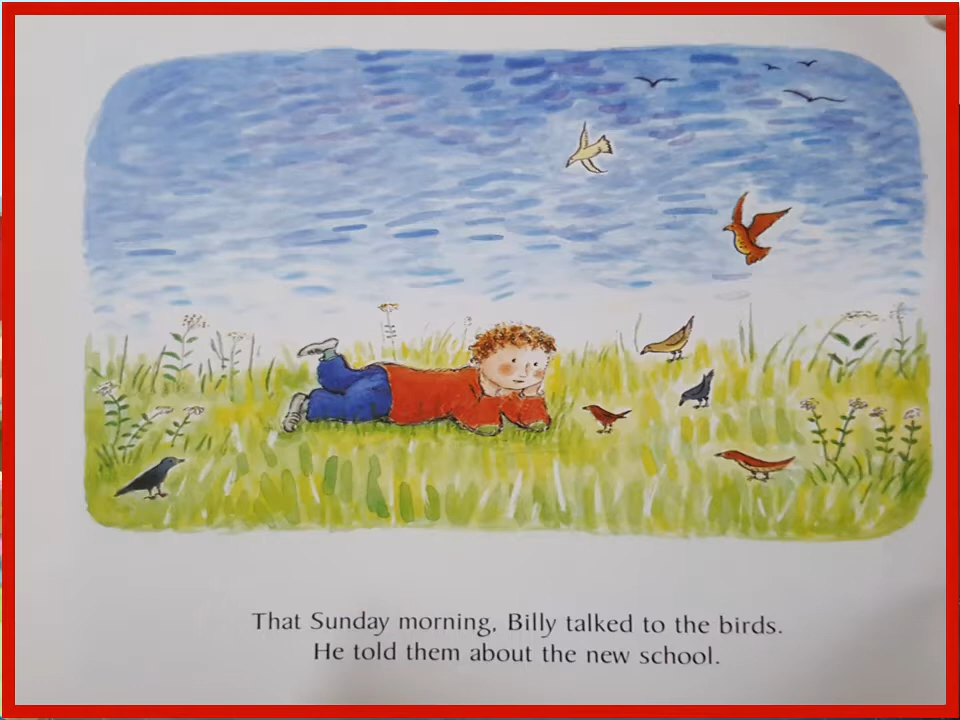 That Sunday morning, Billy talked to the birds.
He told them about the new school.